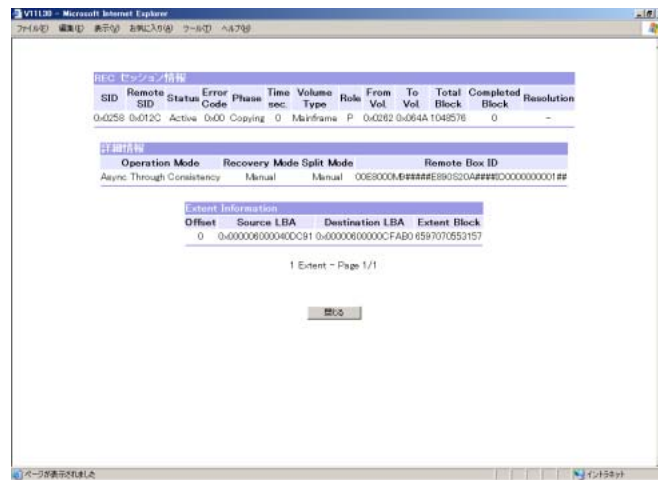 V11L30 - Microsoft Internet Explorer
ファイル(F) 編集(E) 表示(V) お気に入り(A) ツール(T) ヘルプ(H)
REC セッション情報
SID Remote SID Status Error Code Phase Time sec. Volume Type Role From Vol. To Vol. Total Block Completed Block Resolution
0x0258 0x012C Active 0x00 Copying 0 Mainframe P 0x0262 0x064A 1048576 0 -
詳細情報
Operation Mode Recovery Mode Split Mode Remote Box ID
Async Through Consistency Manual Manual 00E8000M3#####E890S20A####IO0000000001##
Extent Information
Offset Source LBA Destination LBA Extent Block
0 0x000006000040DC91 0x00000600000CFAB0 6597070553157
1 Extent - Page 1/1
閉じる
ページが表示されました イントラネット